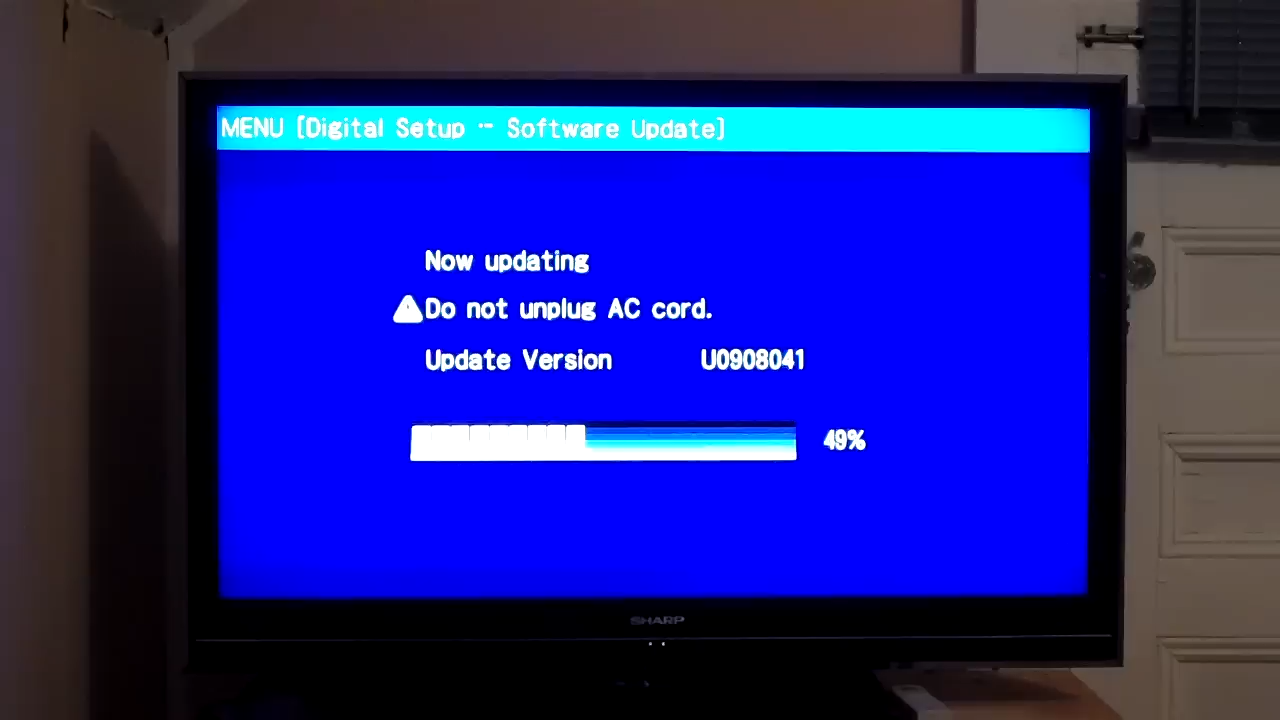 MENU [Digital Setup ... Software Update]
Now updating
Do not unplug AC cord.
Update Version U0908041
49%
SHARP